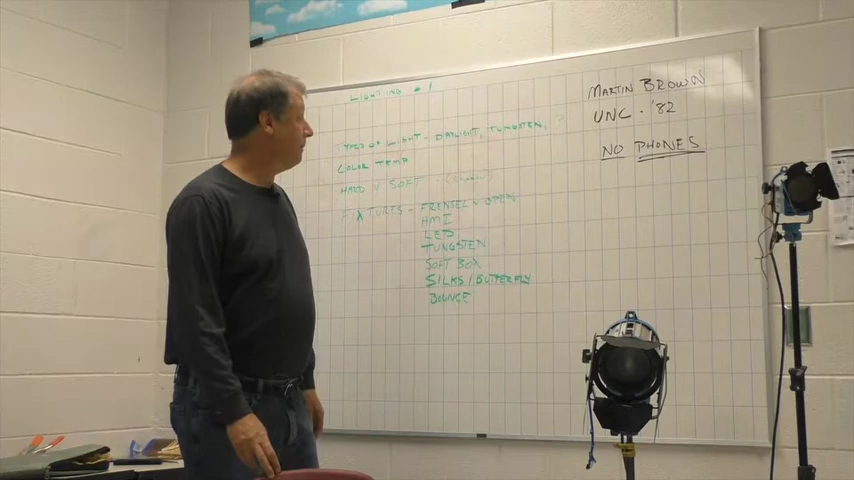 LIGHTING #1
TYPES OF LIGHT - DAYLIGHT, TUNGSTEN,
COLOR TEMP
HARD V SOFT
FIXTURES - FRENSEL & OPEN
HMI
LED
TUNGSTEN
SOFT BOX
SILKS / BUTTERFLY
BOUNCE
MARTIN BROWN
UNC - '82
NO PHONES